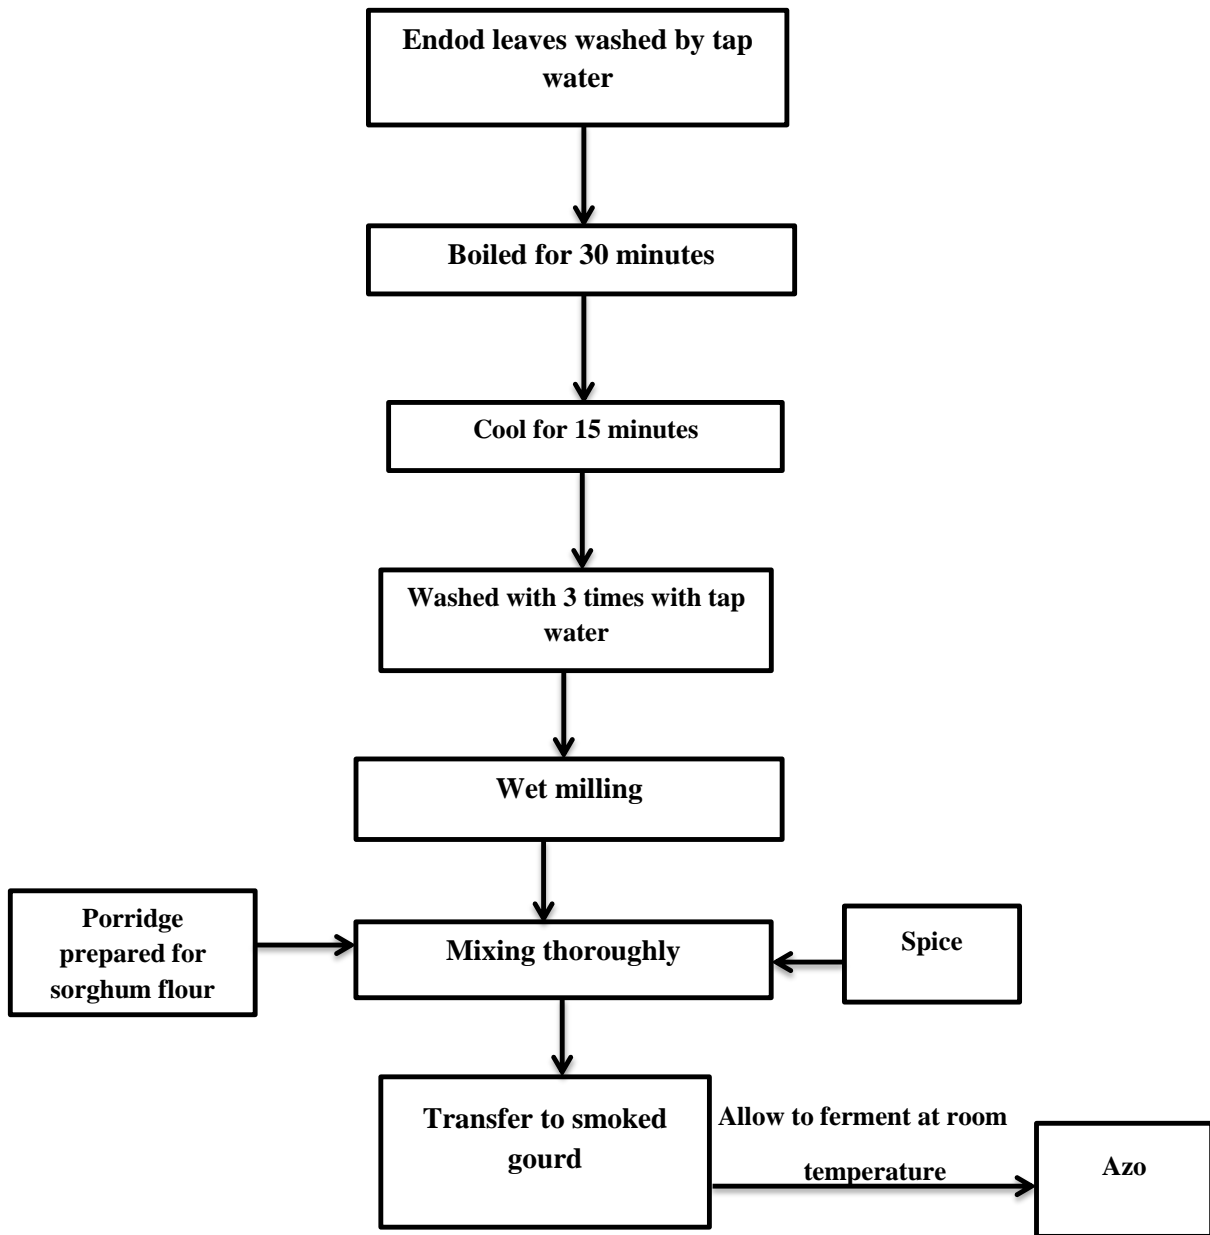 Endod leaves washed by tap
water
Boiled for 30 minutes
Cool for 15 minutes
Washed with 3 times with tap
water
Wet milling
Porridge
prepared for
sorghum flour
Mixing thoroughly
Spice
Transfer to smoked
gourd
Allow to ferment at room
temperature
Azo